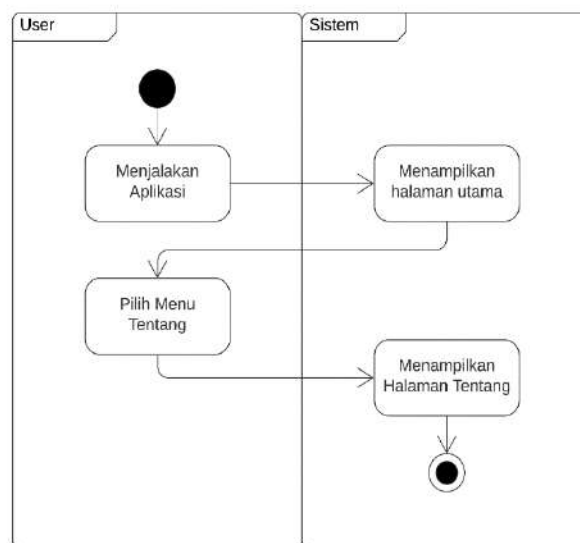 User
Sistem
Menjalakan
Aplikasi
Menampilkan
halaman utama
Pilih Menu
Tentang
Menampilkan
Halaman Tentang